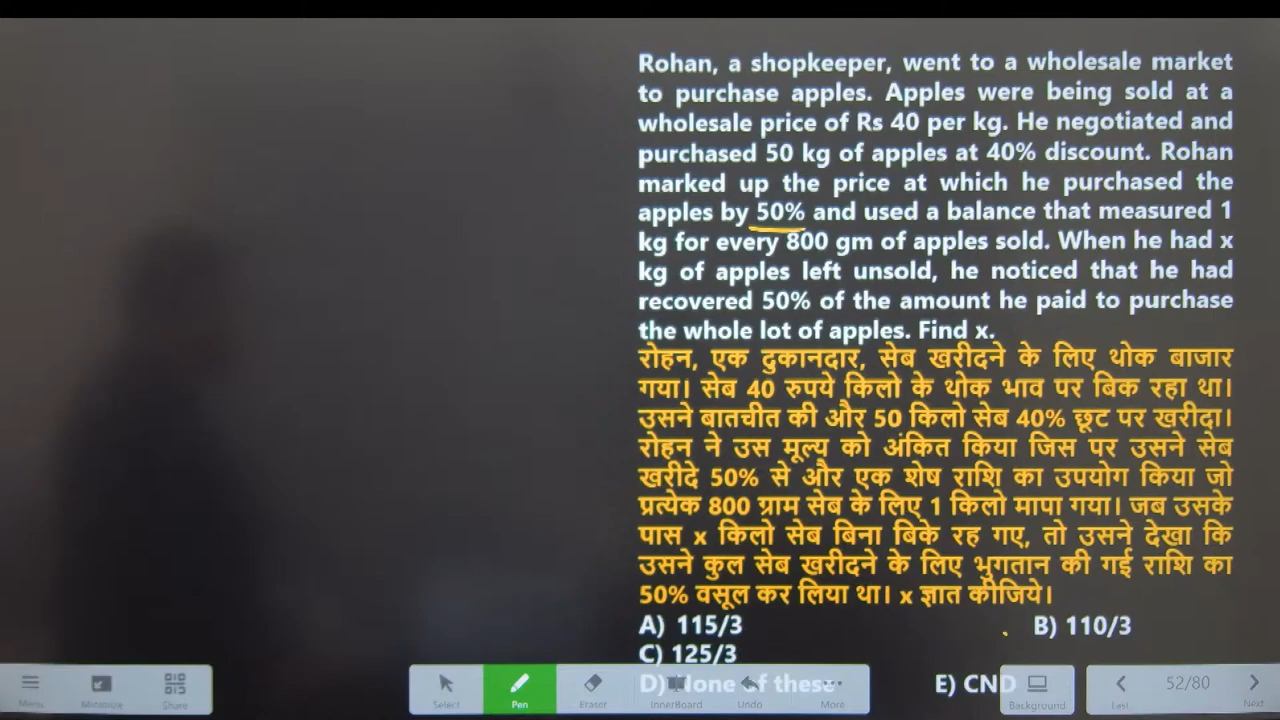 Rohan, a shopkeeper, went to a wholesale market
to purchase apples. Apples were being sold at a
wholesale price of Rs 40 per kg. He negotiated and
purchased 50 kg of apples at 40% discount. Rohan
marked up the price at which he purchased the
apples by 50% and used a balance that measured 1
kg for every 800 gm of apples sold. When he had x
kg of apples left unsold, he noticed that he had
recovered 50% of the amount he paid to purchase
the whole lot of apples. Find x.
रोहन, एक दुकानदार, सेब खरीदने के लिए थोक बाजार
गया। सेब 40 रुपये किलो के थोक भाव पर बिक रहा था।
उसने बातचीत की और 50 किलो सेब 40% छूट पर खरीदा।
रोहन ने उस मूल्य को अंकित किया जिस पर उसने सेब
खरीदे 50% से और एक शेष राशि का उपयोग किया जो
प्रत्येक 800 ग्राम सेब के लिए 1 किलो मापा गया। जब उसके
पास x किलो सेब बिना बिके रह गए, तो उसने देखा कि
उसने कुल सेब खरीदने के लिए भुगतान की गई राशि का
50% वसूल कर लिया था। x ज्ञात कीजिये।
A) 115/3 B) 110/3
C) 125/3
D) None of these E) CND
Menu Minimize Share Select Pen Eraser InnerBoard Undo More Background Last 52/80 Next